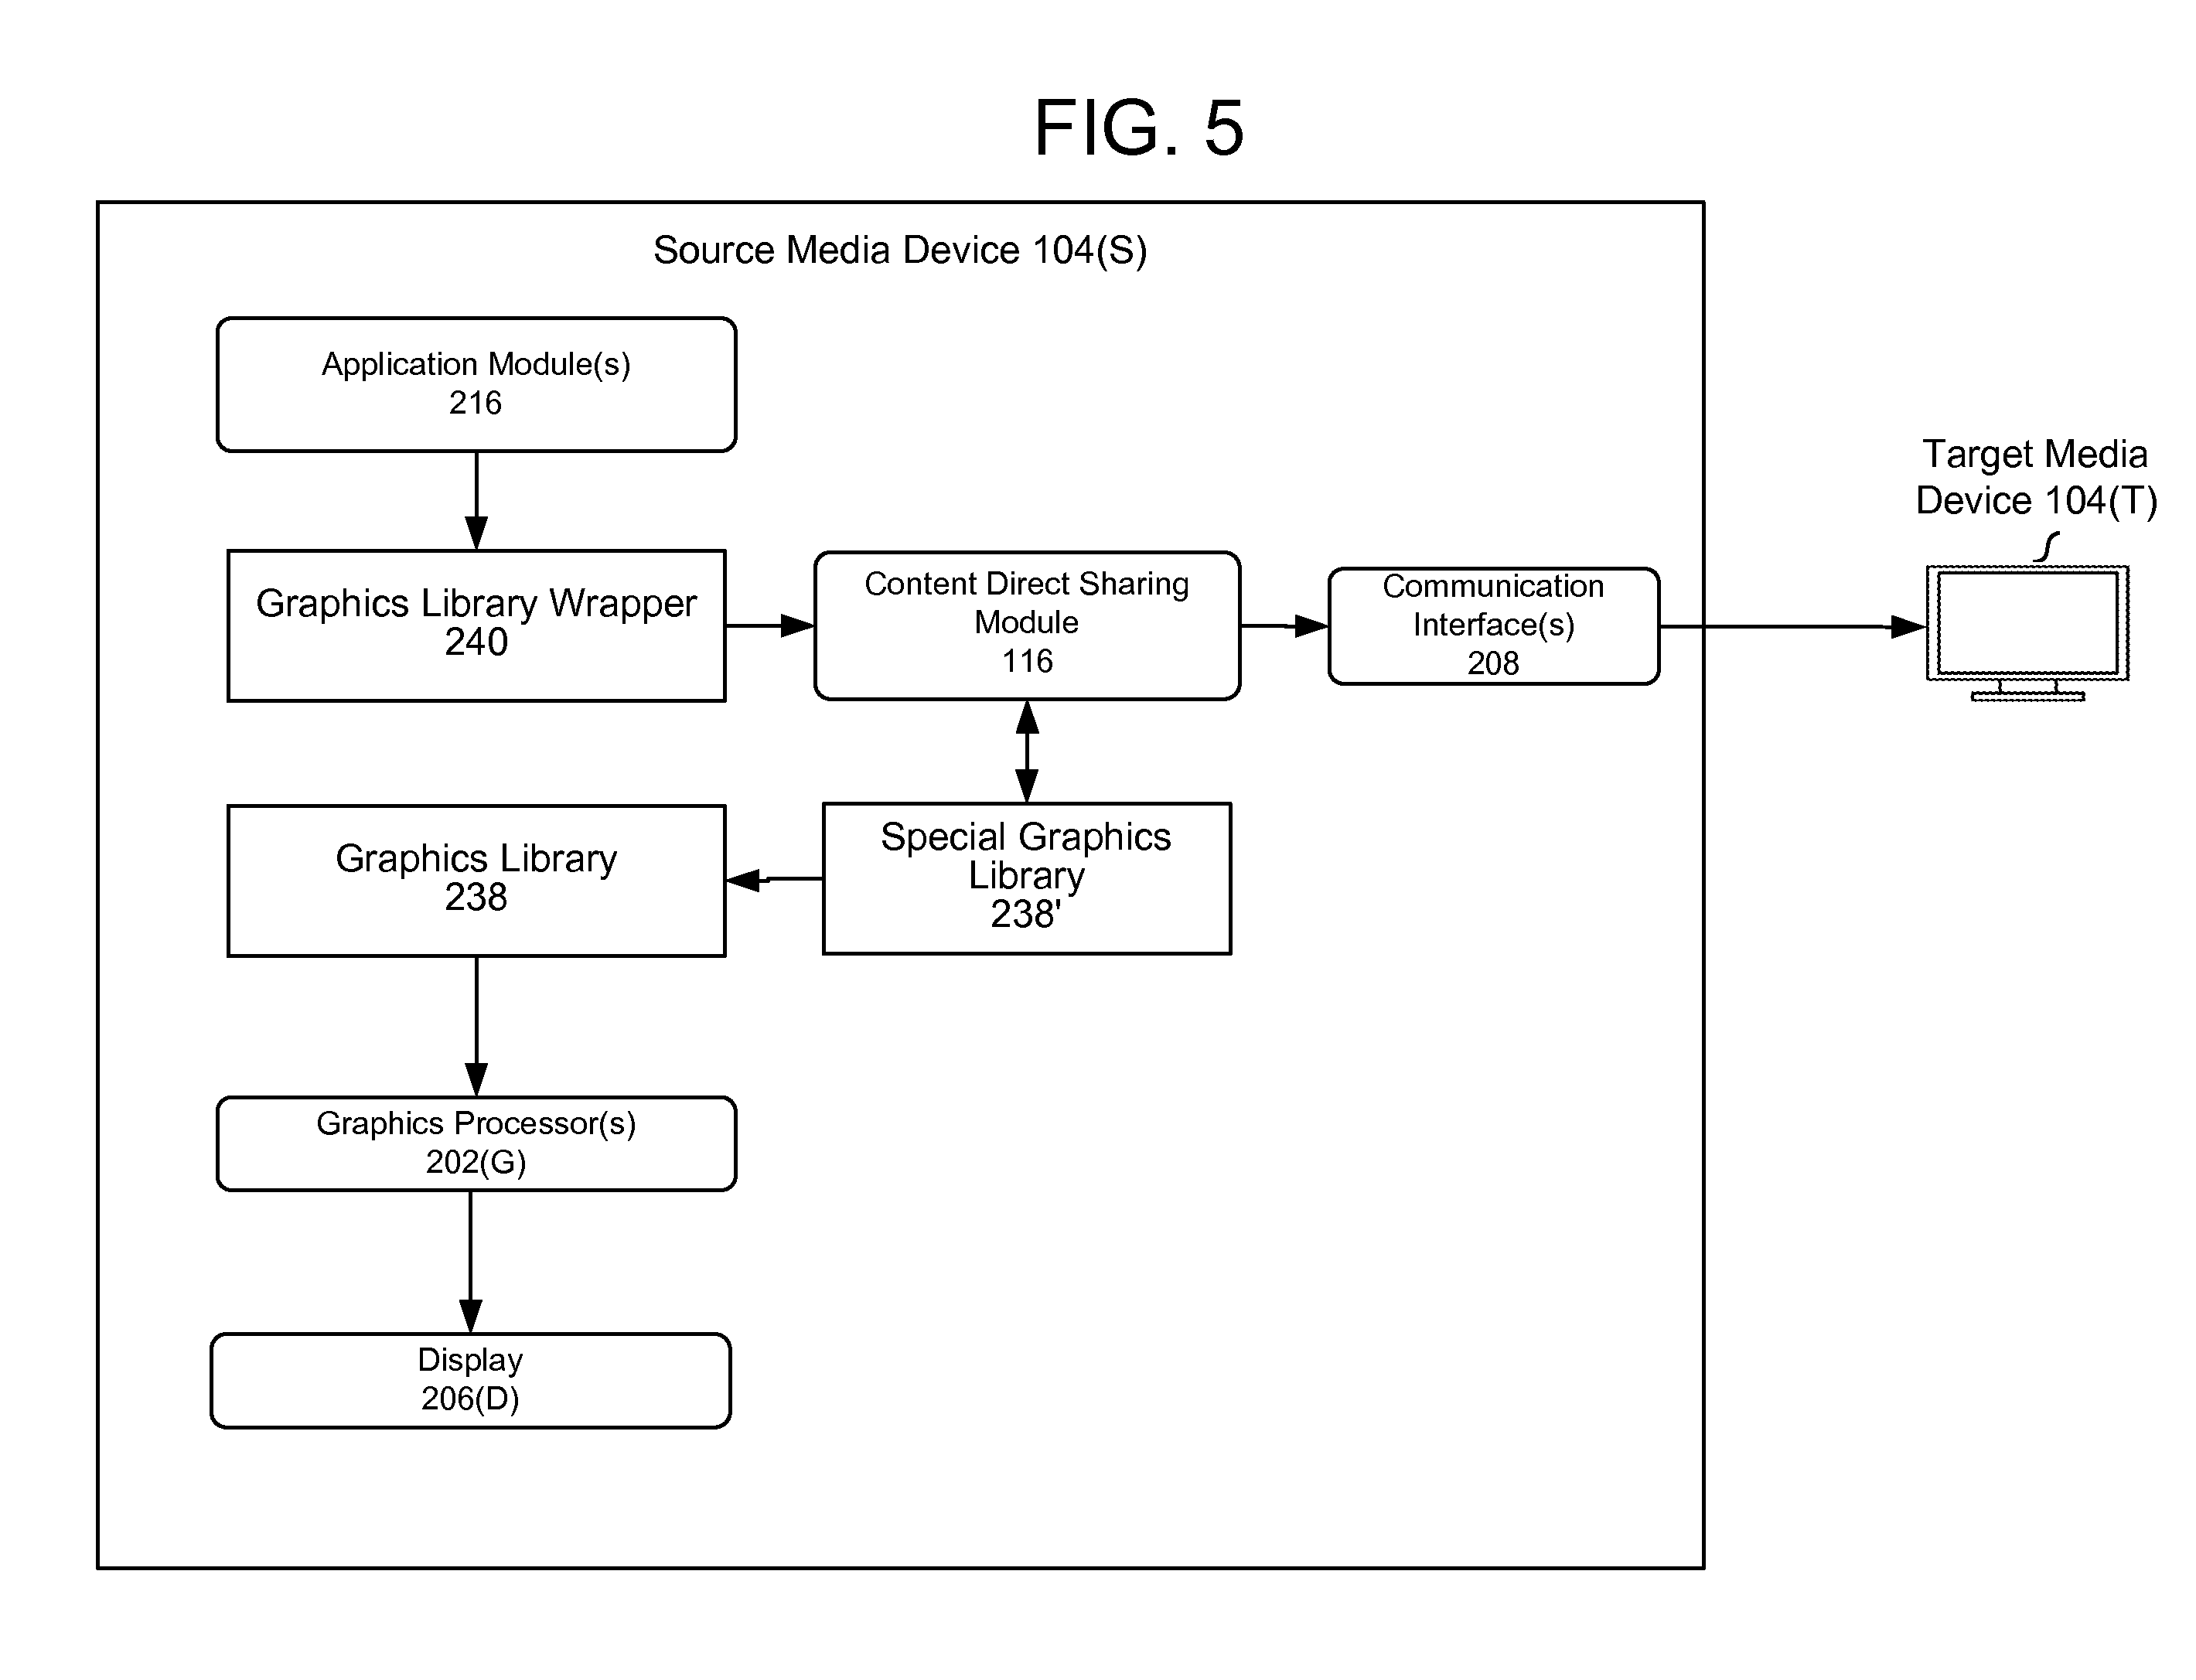 FIG. 5
Source Media Device 104(S)
Application Module(s)
216
Target Media
Device 104(T)
Graphics Library Wrapper
240
Content Direct Sharing
Module
116
Communication
Interface(s)
208
Graphics Library
238
Special Graphics
Library
238'
Graphics Processor(s)
202(G)
Display
206(D)